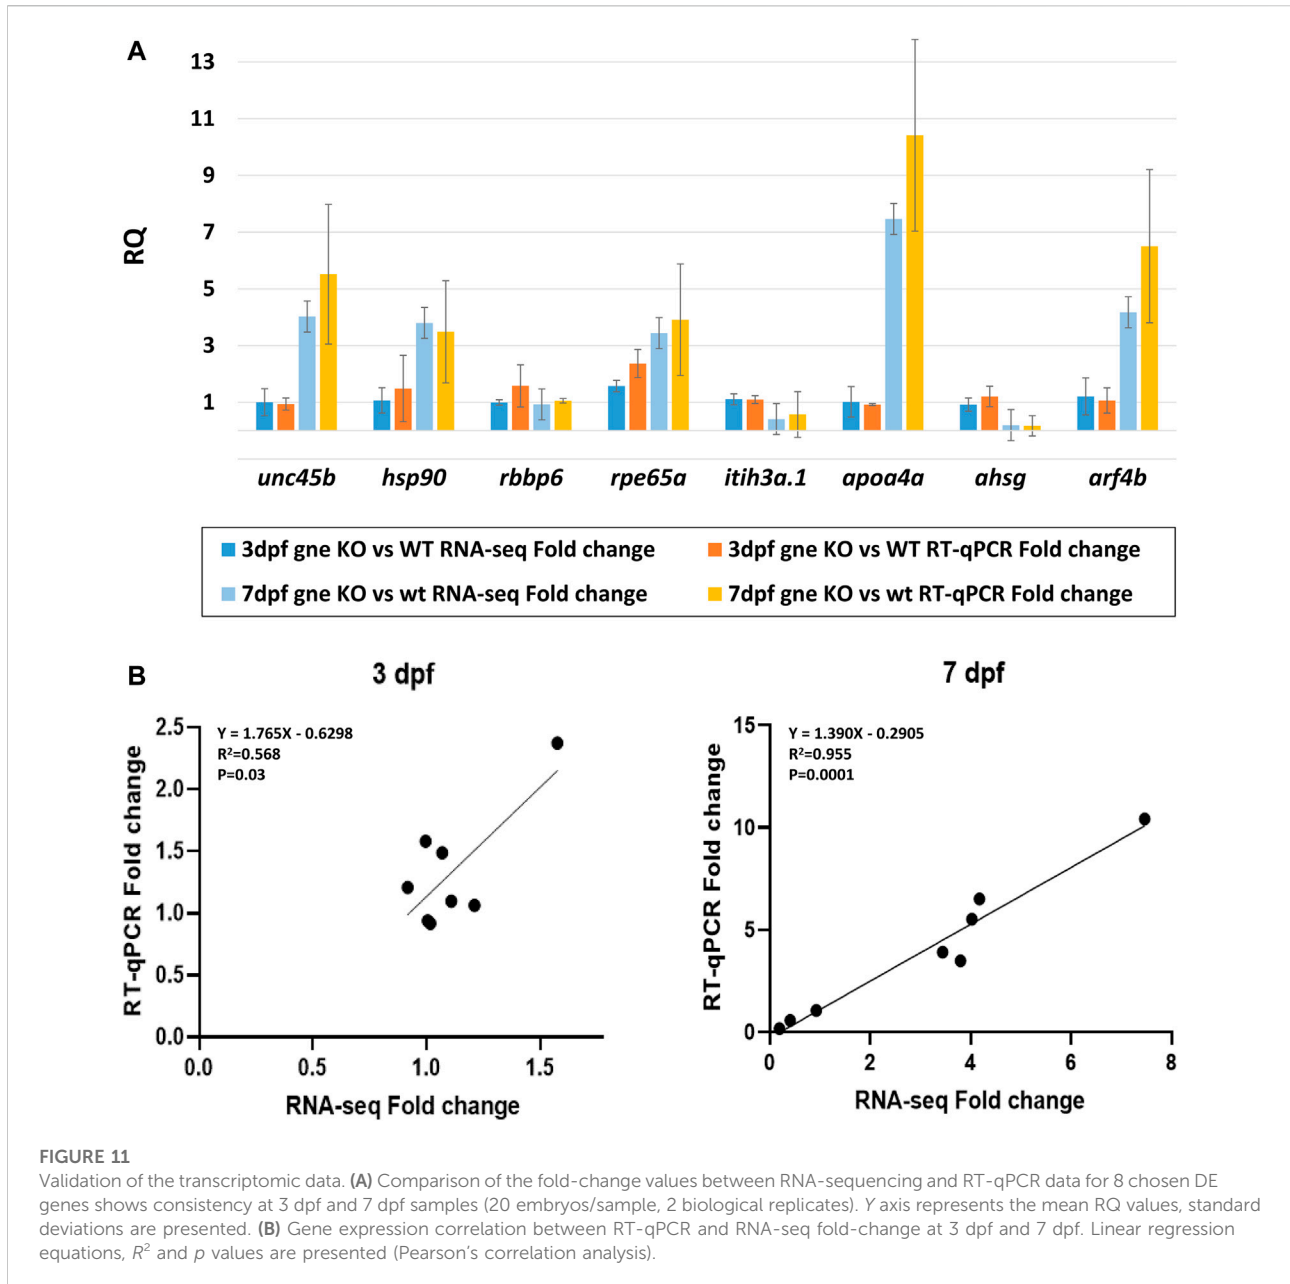 A
13
11
9
7
5
3
1
RQ
unc45b hsp90 rbbp6 rpe65a itih3a.1 apoa4a ahsg arf4b
3dpf gne KO vs WT RNA-seq Fold change 3dpf gne KO vs WT RT-qPCR Fold change
7dpf gne KO vs wt RNA-seq Fold change 7dpf gne KO vs wt RT-qPCR Fold change
B
3 dpf
Y = 1.765X - 0.6298
R²=0.568
P=0.03
2.5
2.0
1.5
1.0
0.5
0.0
RT-qPCR Fold change
0.0 0.5 1.0 1.5
RNA-seq Fold change
7 dpf
Y = 1.390X - 0.2905
R²=0.955
P=0.0001
15
10
5
0
RT-qPCR Fold change
0 2 4 6 8
RNA-seq Fold change
FIGURE 11
Validation of the transcriptomic data. (A) Comparison of the fold-change values between RNA-sequencing and RT-qPCR data for 8 chosen DE
genes shows consistency at 3 dpf and 7 dpf samples (20 embryos/sample, 2 biological replicates). Y axis represents the mean RQ values, standard
deviations are presented. (B) Gene expression correlation between RT-qPCR and RNA-seq fold-change at 3 dpf and 7 dpf. Linear regression
equations, R² and p values are presented (Pearson's correlation analysis).